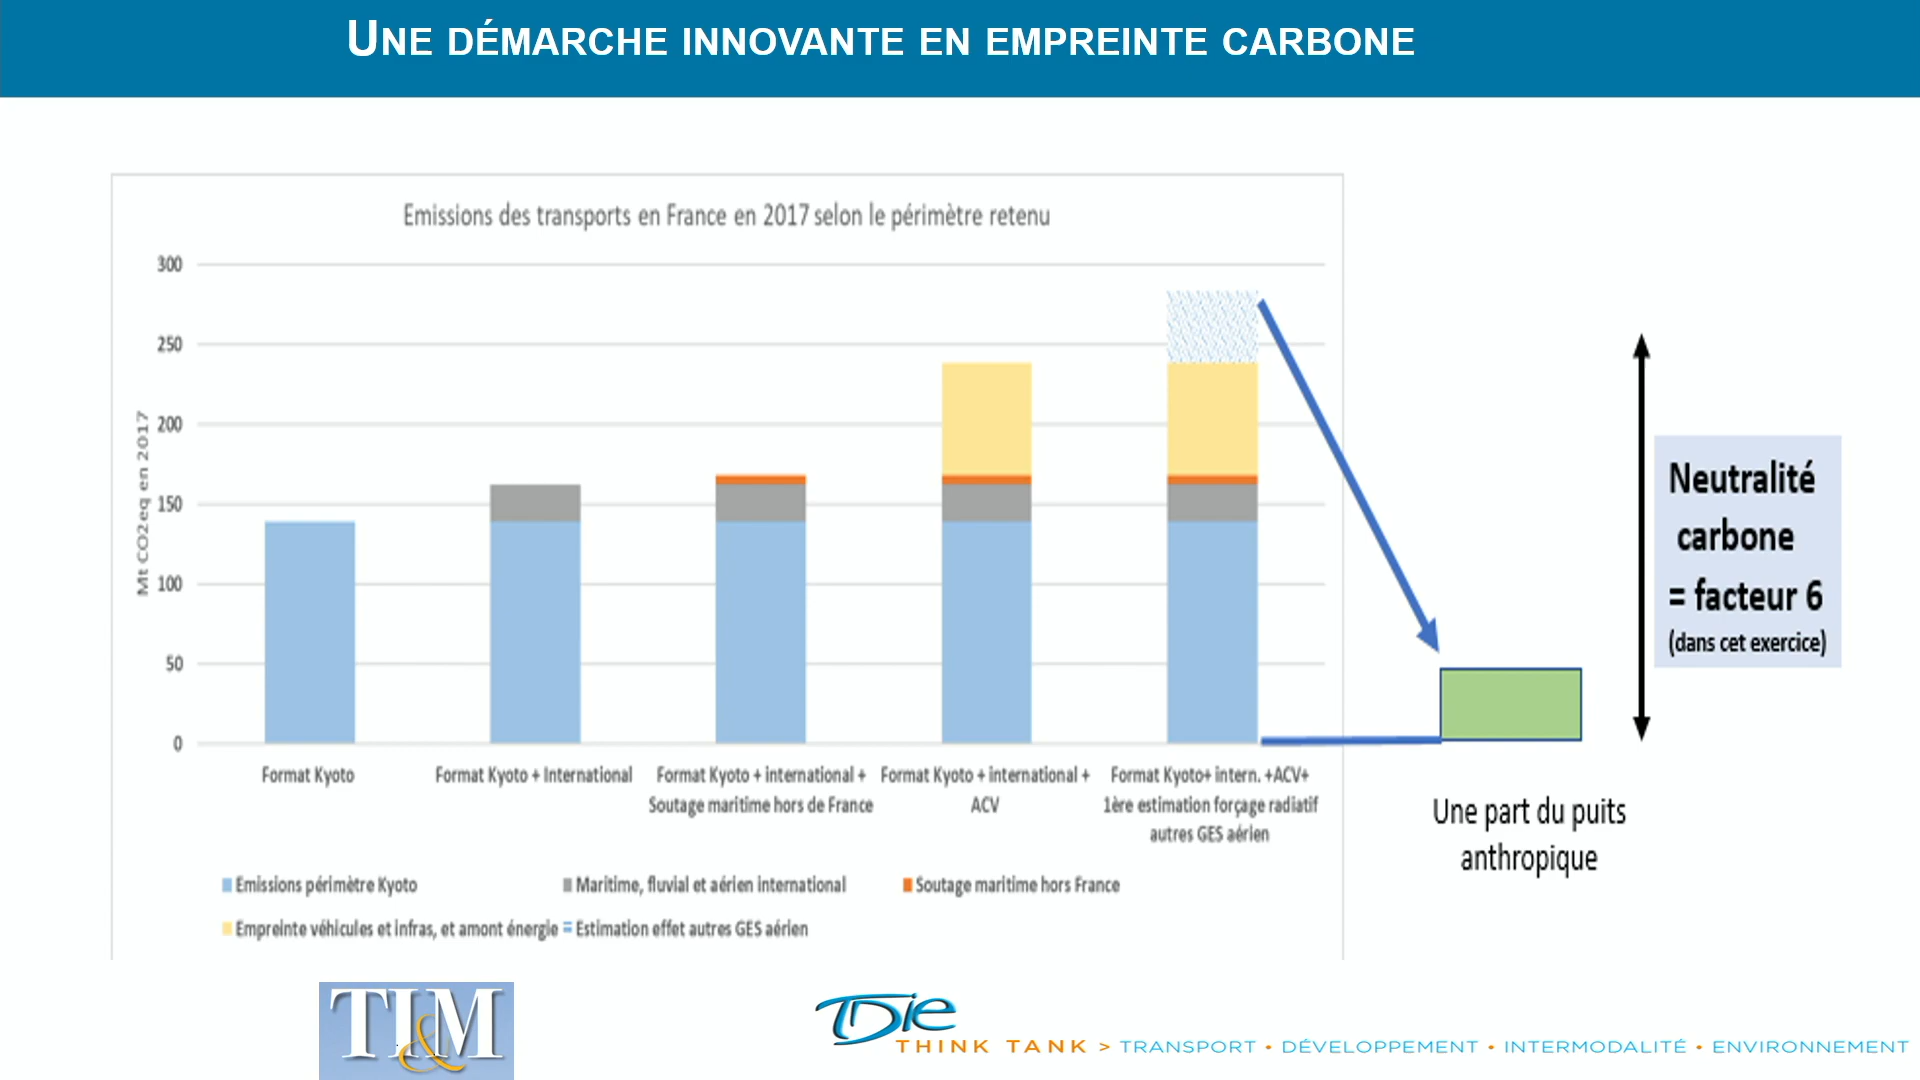 UNE DÉMARCHE INNOVANTE EN EMPREINTE CARBONE
Emissions des transports en France en 2017 selon le périmètre retenu
Mt CO2eq en 2017
300
250
200
150
100
50
0
Format Kyoto
Format Kyoto + International
Format Kyoto + international +
Soutage maritime hors de France
Format Kyoto + international +
ACV
Format Kyoto+ intern. +ACV+
1ère estimation forçage radiatif
autres GES aérien
Emissions périmètre Kyoto
Maritime, fluvial et aérien international
Soutage maritime hors France
Empreinte véhicules et infras, et amont énergie
Estimation effet autres GES aérien
Neutralité
carbone
= facteur 6
(dans cet exercice)
Une part du puits
anthropique
TI&M
TDie
THINK TANK > TRANSPORT • DÉVELOPPEMENT • INTERMODALITÉ • ENVIRONNEMENT